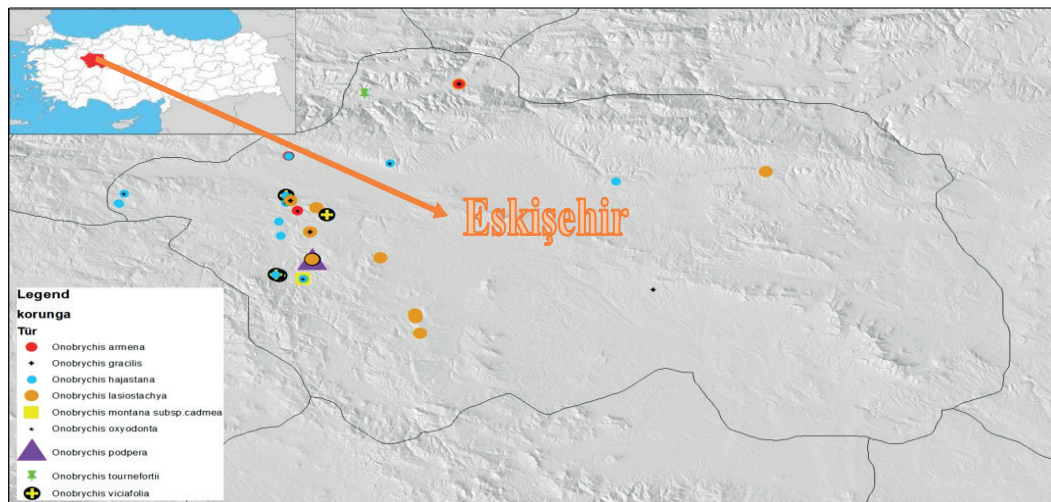 Eskişehir
Legend
korunga
Tür
Onobrychis armena
Onobrychis gracilis
Onobrychis hajastana
Onobrychis lasiostachya
Onobrychis montana subsp.cadmea
Onobrychis oxyodonta
Onobrychis podpera
Onobrychis tournefortii
Onobrychis viciafolia